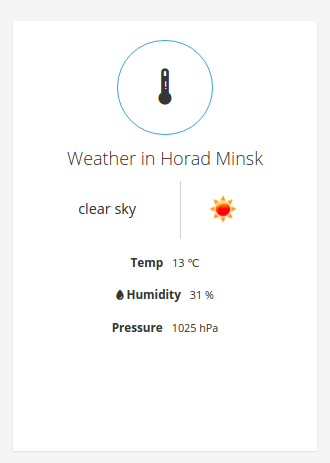 Weather in Horad Minsk
clear sky
Temp 13 °C
Humidity 31 %
Pressure 1025 hPa